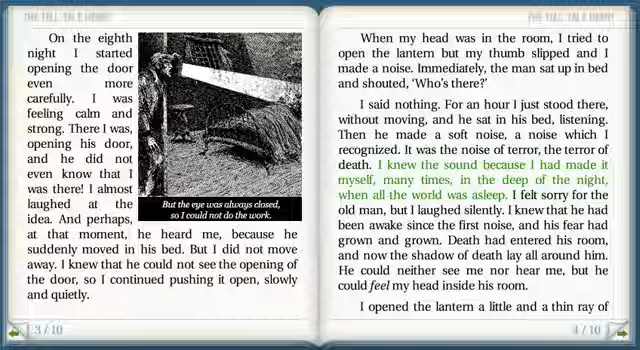 THE TELL-TALE HEART
On the eighth
night I started
opening the door
even more
carefully. I was
feeling calm and
strong. There I was,
opening his door,
and he did not
even know that I
was there! I almost
laughed at the
idea. And perhaps,
at that moment, he heard me, because he
suddenly moved in his bed. But I did not move
away. I knew that he could not see the opening of
the door, so I continued pushing it open, slowly
and quietly.
But the eye was always closed,
so I could not do the work.
3 / 10
THE TELL-TALE HEART
When my head was in the room, I tried to
open the lantern but my thumb slipped and I
made a noise. Immediately, the man sat up in bed
and shouted, ‘Who's there?’
I said nothing. For an hour I just stood there,
without moving, and he sat in his bed, listening.
Then he made a soft noise, a noise which I
recognized. It was the noise of terror, the terror of
death. I knew the sound because I had made it
myself, many times, in the deep of the night,
when all the world was asleep. I felt sorry for the
old man, but I laughed silently. I knew that he had
been awake since the first noise, and his fear had
grown and grown. Death had entered his room,
and now the shadow of death lay all around him.
He could neither see me nor hear me, but he
could feel my head inside his room.
I opened the lantern a little and a thin ray of
4 / 10